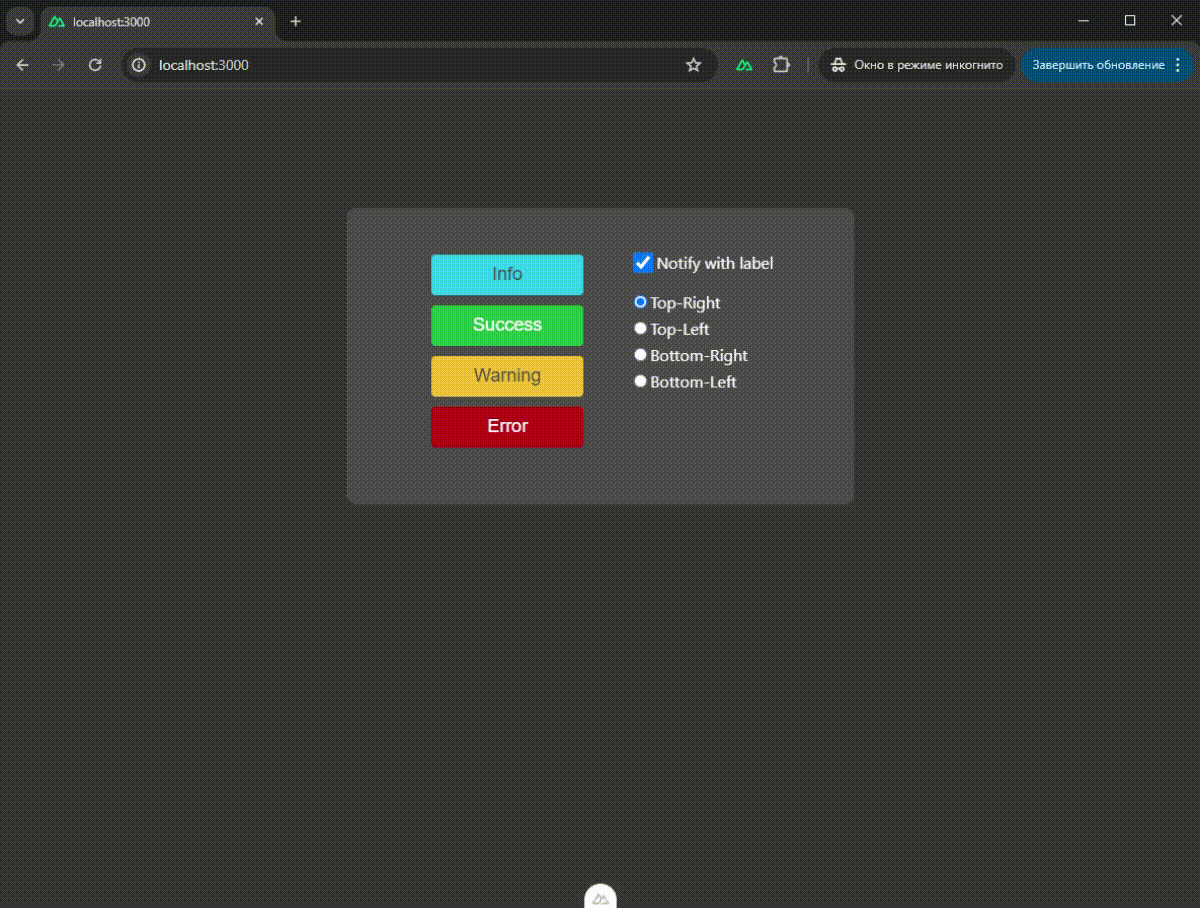 localhost:3000
localhost:3000
Окно в режиме инкогнито
Завершить обновление
Info
Success
Warning
Error
Notify with label
Top-Right
Top-Left
Bottom-Right
Bottom-Left